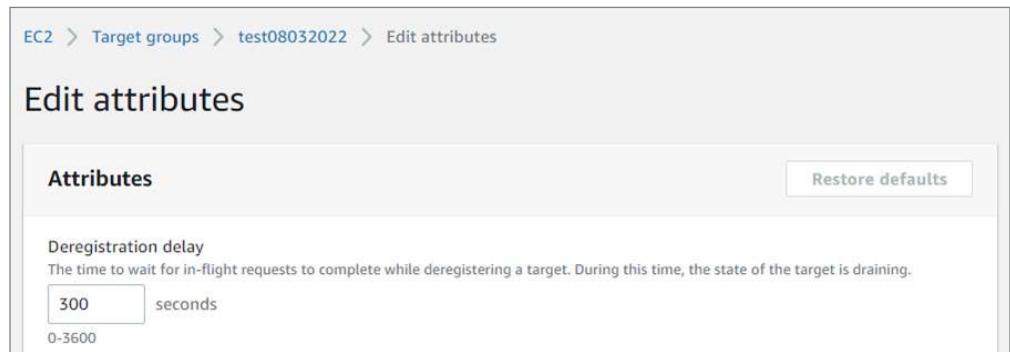 EC2 > Target groups > test08032022 > Edit attributes
Edit attributes
Attributes
Restore defaults
Deregistration delay
The time to wait for in-flight requests to complete while deregistering a target. During this time, the state of the target is draining.
300 seconds
0-3600